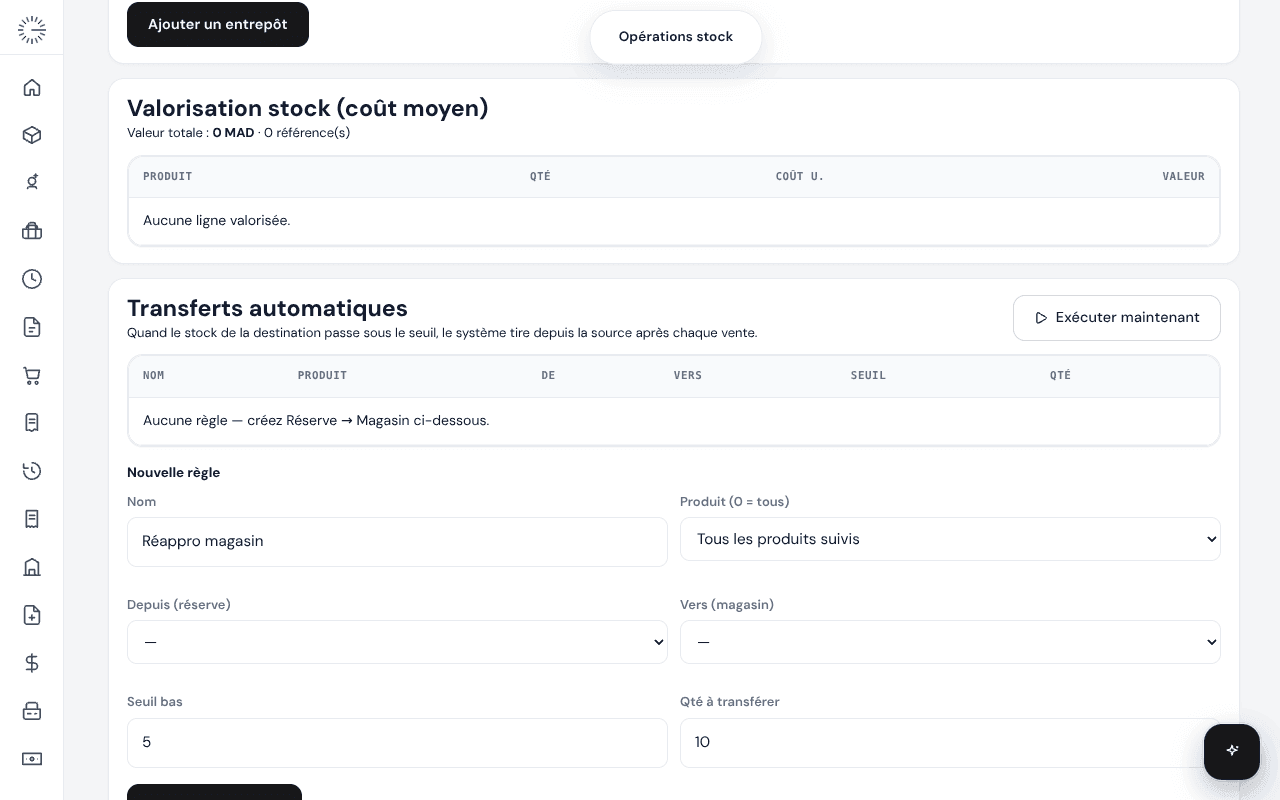 Ajouter un entrepôt
Opérations stock
Valorisation stock (coût moyen)
Valeur totale : 0 MAD · 0 référence(s)
PRODUIT QTÉ COÛT U. VALEUR
Aucune ligne valorisée.
Transferts automatiques
Quand le stock de la destination passe sous le seuil, le système tire depuis la source après chaque vente.
Exécuter maintenant
NOM PRODUIT DE VERS SEUIL QTÉ
Aucune règle — créez Réserve → Magasin ci-dessous.
Nouvelle règle
Nom Produit (0 = tous)
Réappro magasin Tous les produits suivis
Depuis (réserve) Vers (magasin)
— —
Seuil bas Qté à transférer
5 10